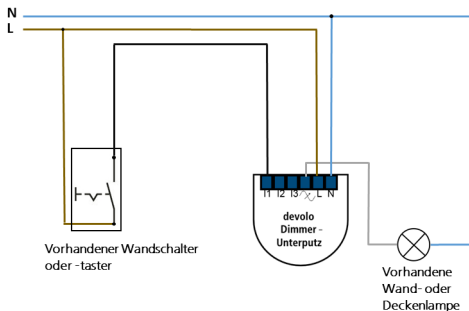 N
L
I1 I2 I3 L N
devolo
Dimmer -
Unterputz
Vorhandener Wandschalter
oder -taster
Vorhandene
Wand- oder
Deckenlampe